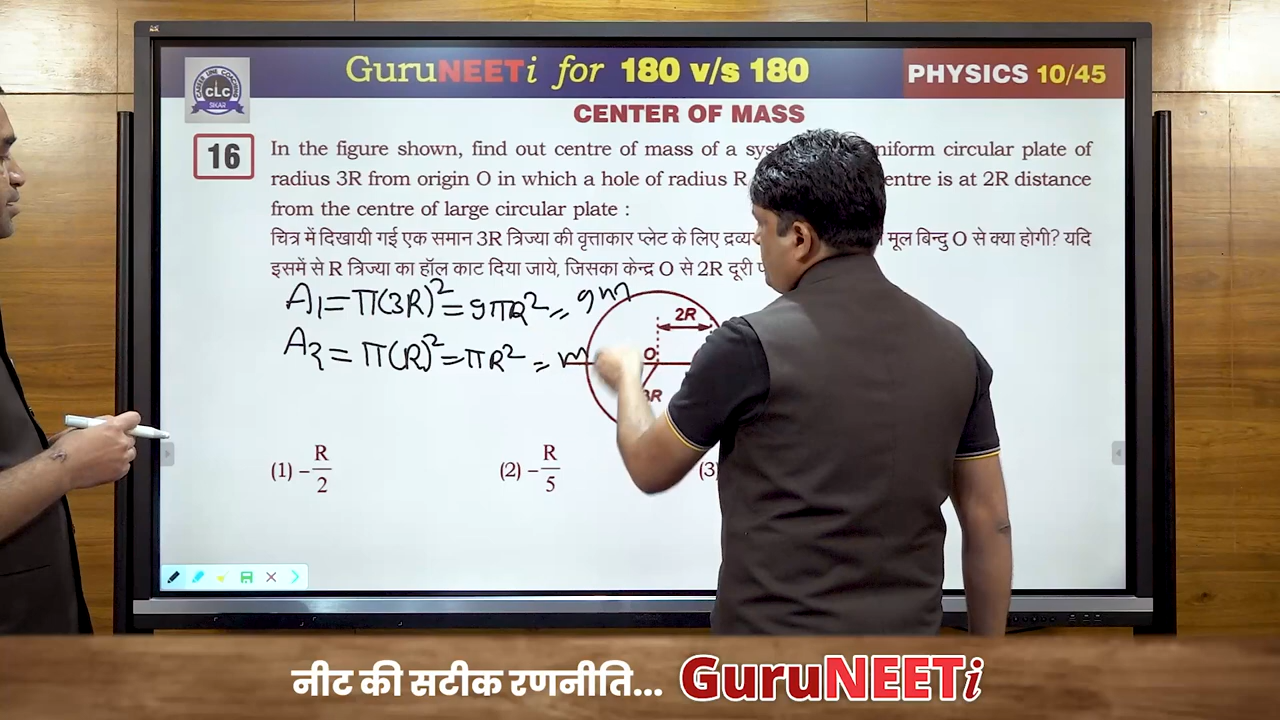 GuruNEETi for 180 v/s 180
PHYSICS 10/45
CLC
SIKAR
CENTER OF MASS
16
In the figure shown, find out centre of mass of a niform circular plate of
radius 3R from origin O in which a hole of radius R entre is at 2R distance
from the centre of large circular plate :
चित्र में दिखायी गई एक समान 3R त्रिज्या की वृत्ताकार प्लेट के लिए मूल बिन्दु O से क्या होगी? यदि
इसमें से R त्रिज्या का हॉल काट दिया जाये, जिसका केन्द्र O से 2R दूरी
A1 = π(3R)² = 9πR² = 9m
A2 = π(R)² = πR² = m
2R
O
3R
(1) –R/2
(2) –R/5
(3)
नीट की सटीक रणनीति... GuruNEETi